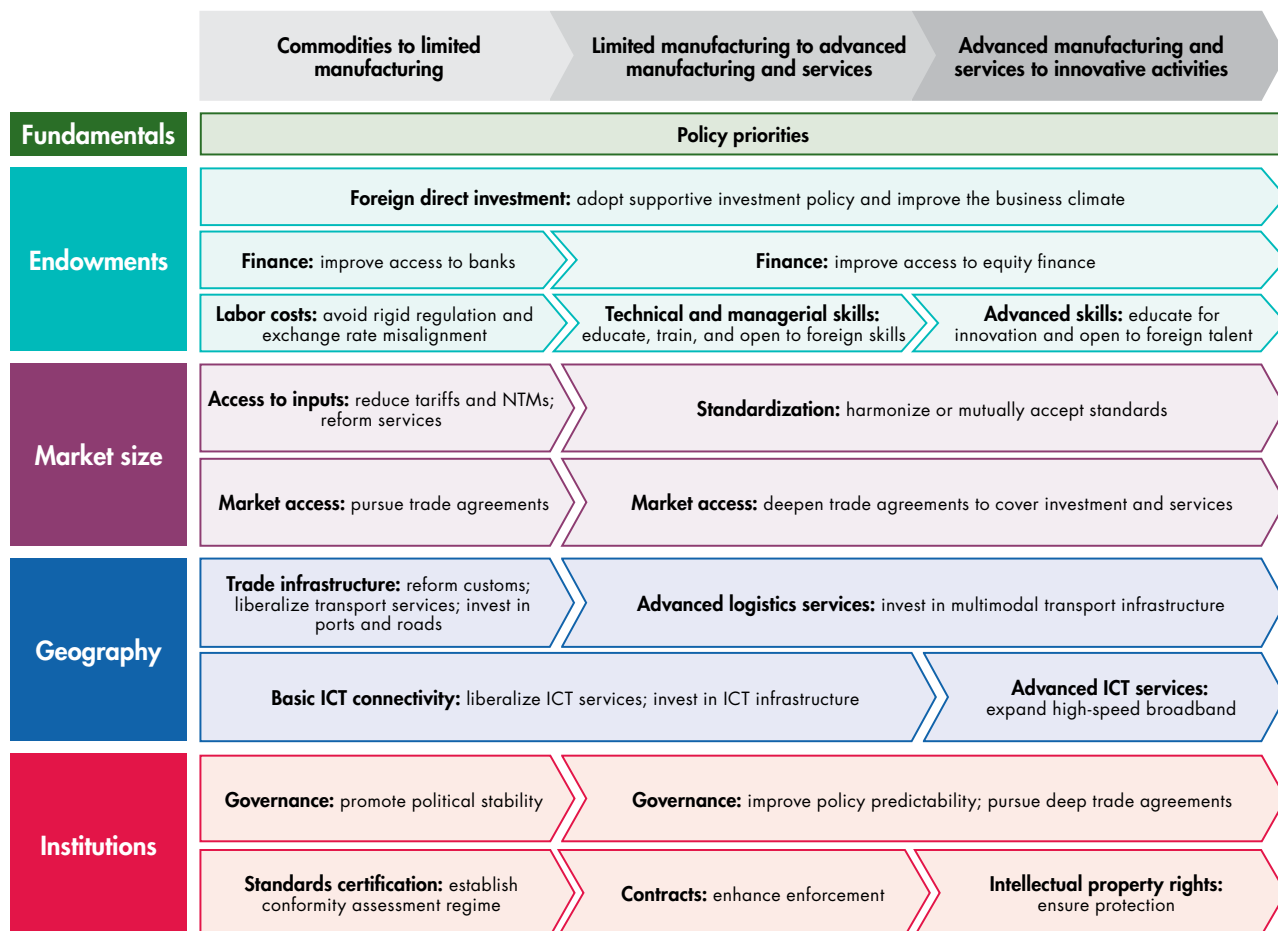 Commodities to limited
manufacturing
Limited manufacturing to advanced
manufacturing and services
Advanced manufacturing and
services to innovative activities
Fundamentals
Policy priorities
Endowments
Foreign direct investment: adopt supportive investment policy and improve the business climate
Finance: improve access to banks
Finance: improve access to equity finance
Labor costs: avoid rigid regulation and
exchange rate misalignment
Technical and managerial skills:
educate, train, and open to foreign skills
Advanced skills: educate for
innovation and open to foreign talent
Market size
Access to inputs: reduce tariffs and NTMs;
reform services
Standardization: harmonize or mutually accept standards
Market access: pursue trade agreements
Market access: deepen trade agreements to cover investment and services
Geography
Trade infrastructure: reform customs;
liberalize transport services; invest in
ports and roads
Advanced logistics services: invest in multimodal transport infrastructure
Basic ICT connectivity: liberalize ICT services; invest in ICT infrastructure
Advanced ICT services:
expand high-speed broadband
Institutions
Governance: promote political stability
Governance: improve policy predictability; pursue deep trade agreements
Standards certification: establish
conformity assessment regime
Contracts: enhance enforcement
Intellectual property rights:
ensure protection